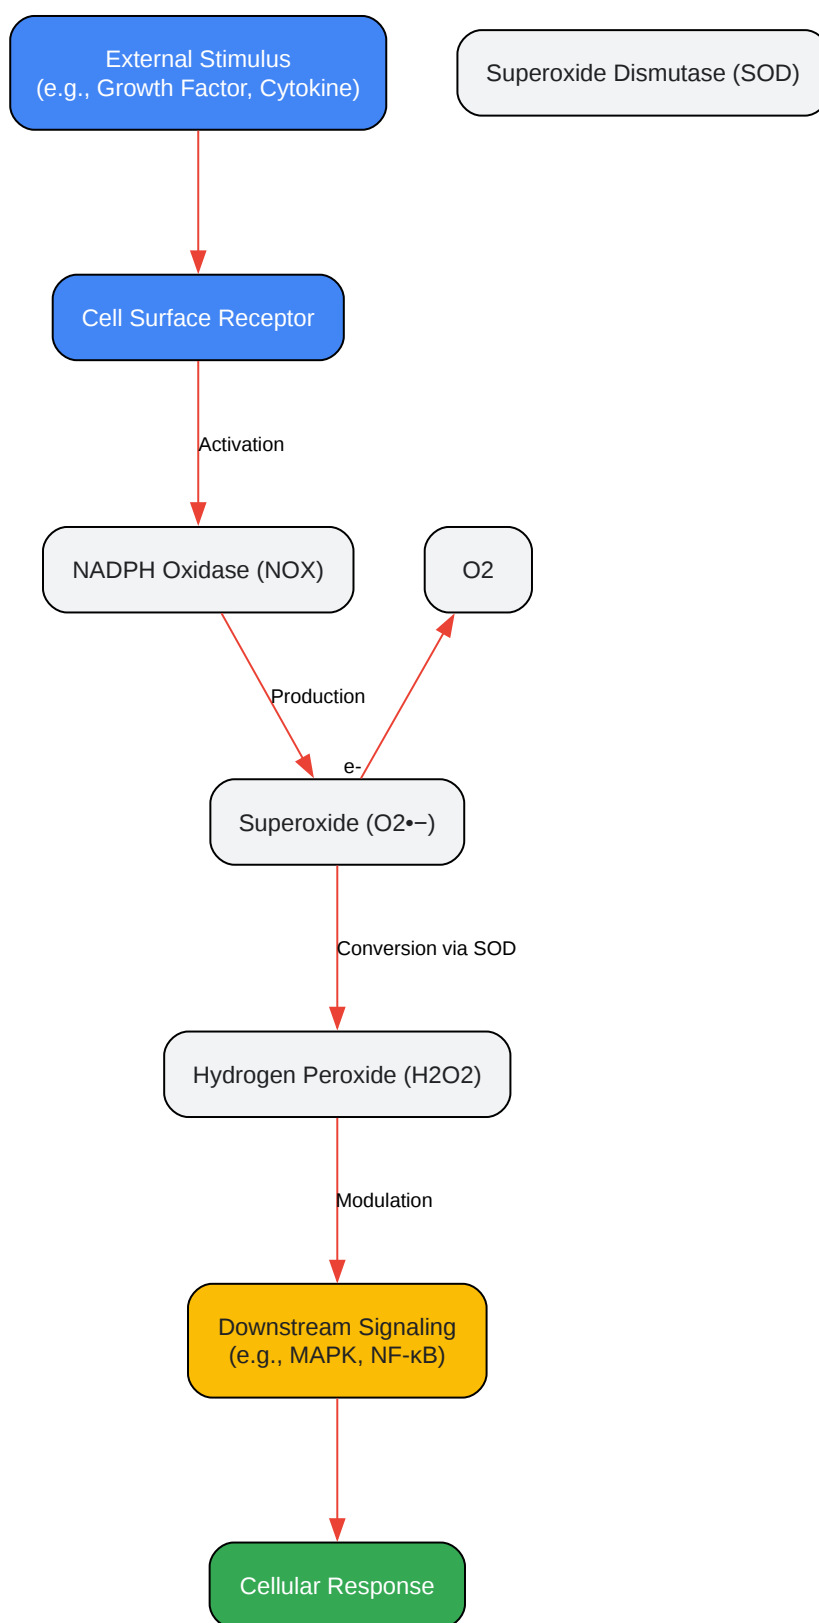 External Stimulus
(e.g., Growth Factor, Cytokine)
Superoxide Dismutase (SOD)
Cell Surface Receptor
Activation
NADPH Oxidase (NOX)
O2
Production
e-
Superoxide (O2•−)
Conversion via SOD
Hydrogen Peroxide (H2O2)
Modulation
Downstream Signaling
(e.g., MAPK, NF-κB)
Cellular Response